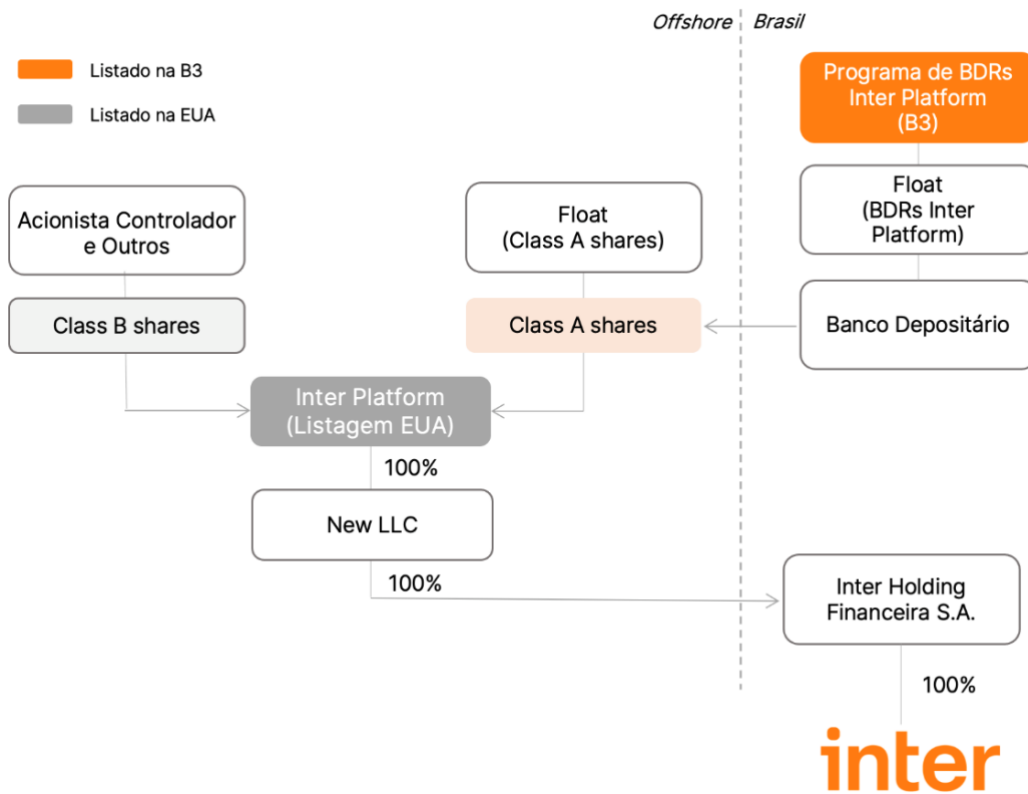 Offshore
Brasil
Listado na B3
Listado na EUA
Programa de BDRs
Inter Platform
(B3)
Acionista Controlador
e Outros
Float
(Class A shares)
Float
(BDRs Inter
Platform)
Class B shares
Class A shares
Banco Depositário
Inter Platform
(Listagem EUA)
100%
New LLC
100%
Inter Holding
Financeira S.A.
100%
inter